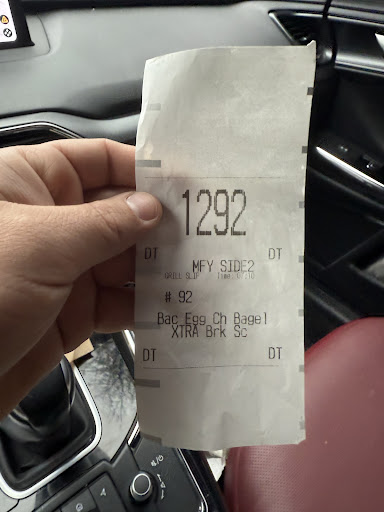 1292
DT DT
MFY SIDE2
GRILL SLIP
# 92
Bac Egg Ch Bagel
XTRA Brk Sc
DT DT